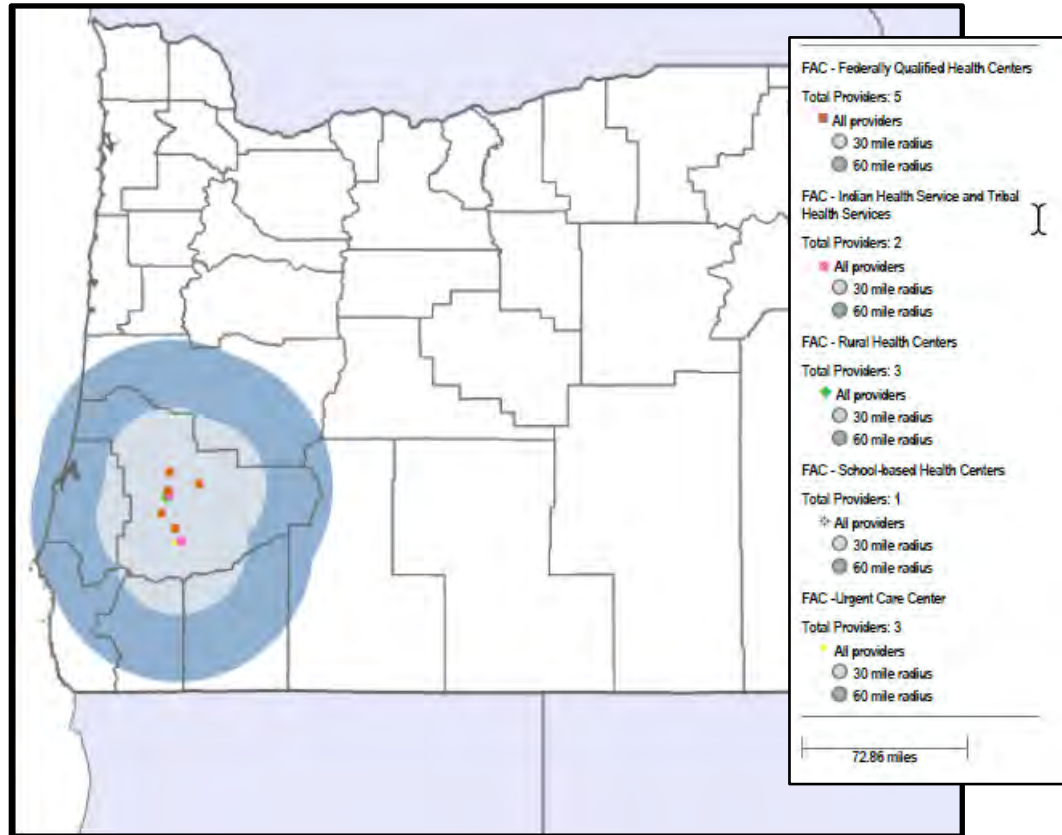 FAC - Federally Qualified Health Centers
Total Providers: 5
All providers
30 mile radius
60 mile radius
FAC - Indian Health Service and Tribal
Health Services
Total Providers: 2
All providers
30 mile radius
60 mile radius
FAC - Rural Health Centers
Total Providers: 3
All providers
30 mile radius
60 mile radius
FAC - School-based Health Centers
Total Providers: 1
All providers
30 mile radius
60 mile radius
FAC -Urgent Care Center
Total Providers: 3
All providers
30 mile radius
60 mile radius
72.86 miles